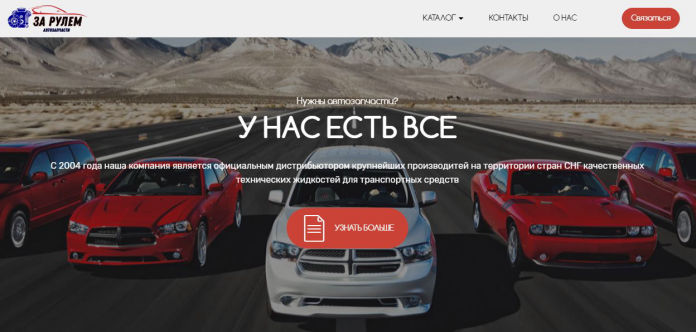 ЗА РУЛЕМ
АВТОЗАПЧАСТИ
КАТАЛОГ
КОНТАКТЫ
О НАС
Связаться
Нужны автозапчасти?
У НАС ЕСТЬ ВСЕ
С 2004 года наша компания является официальным дистрибьютором крупнейших производителей на территории стран СНГ качественных
технических жидкостей для транспортных средств
УЗНАТЬ БОЛЬШЕ